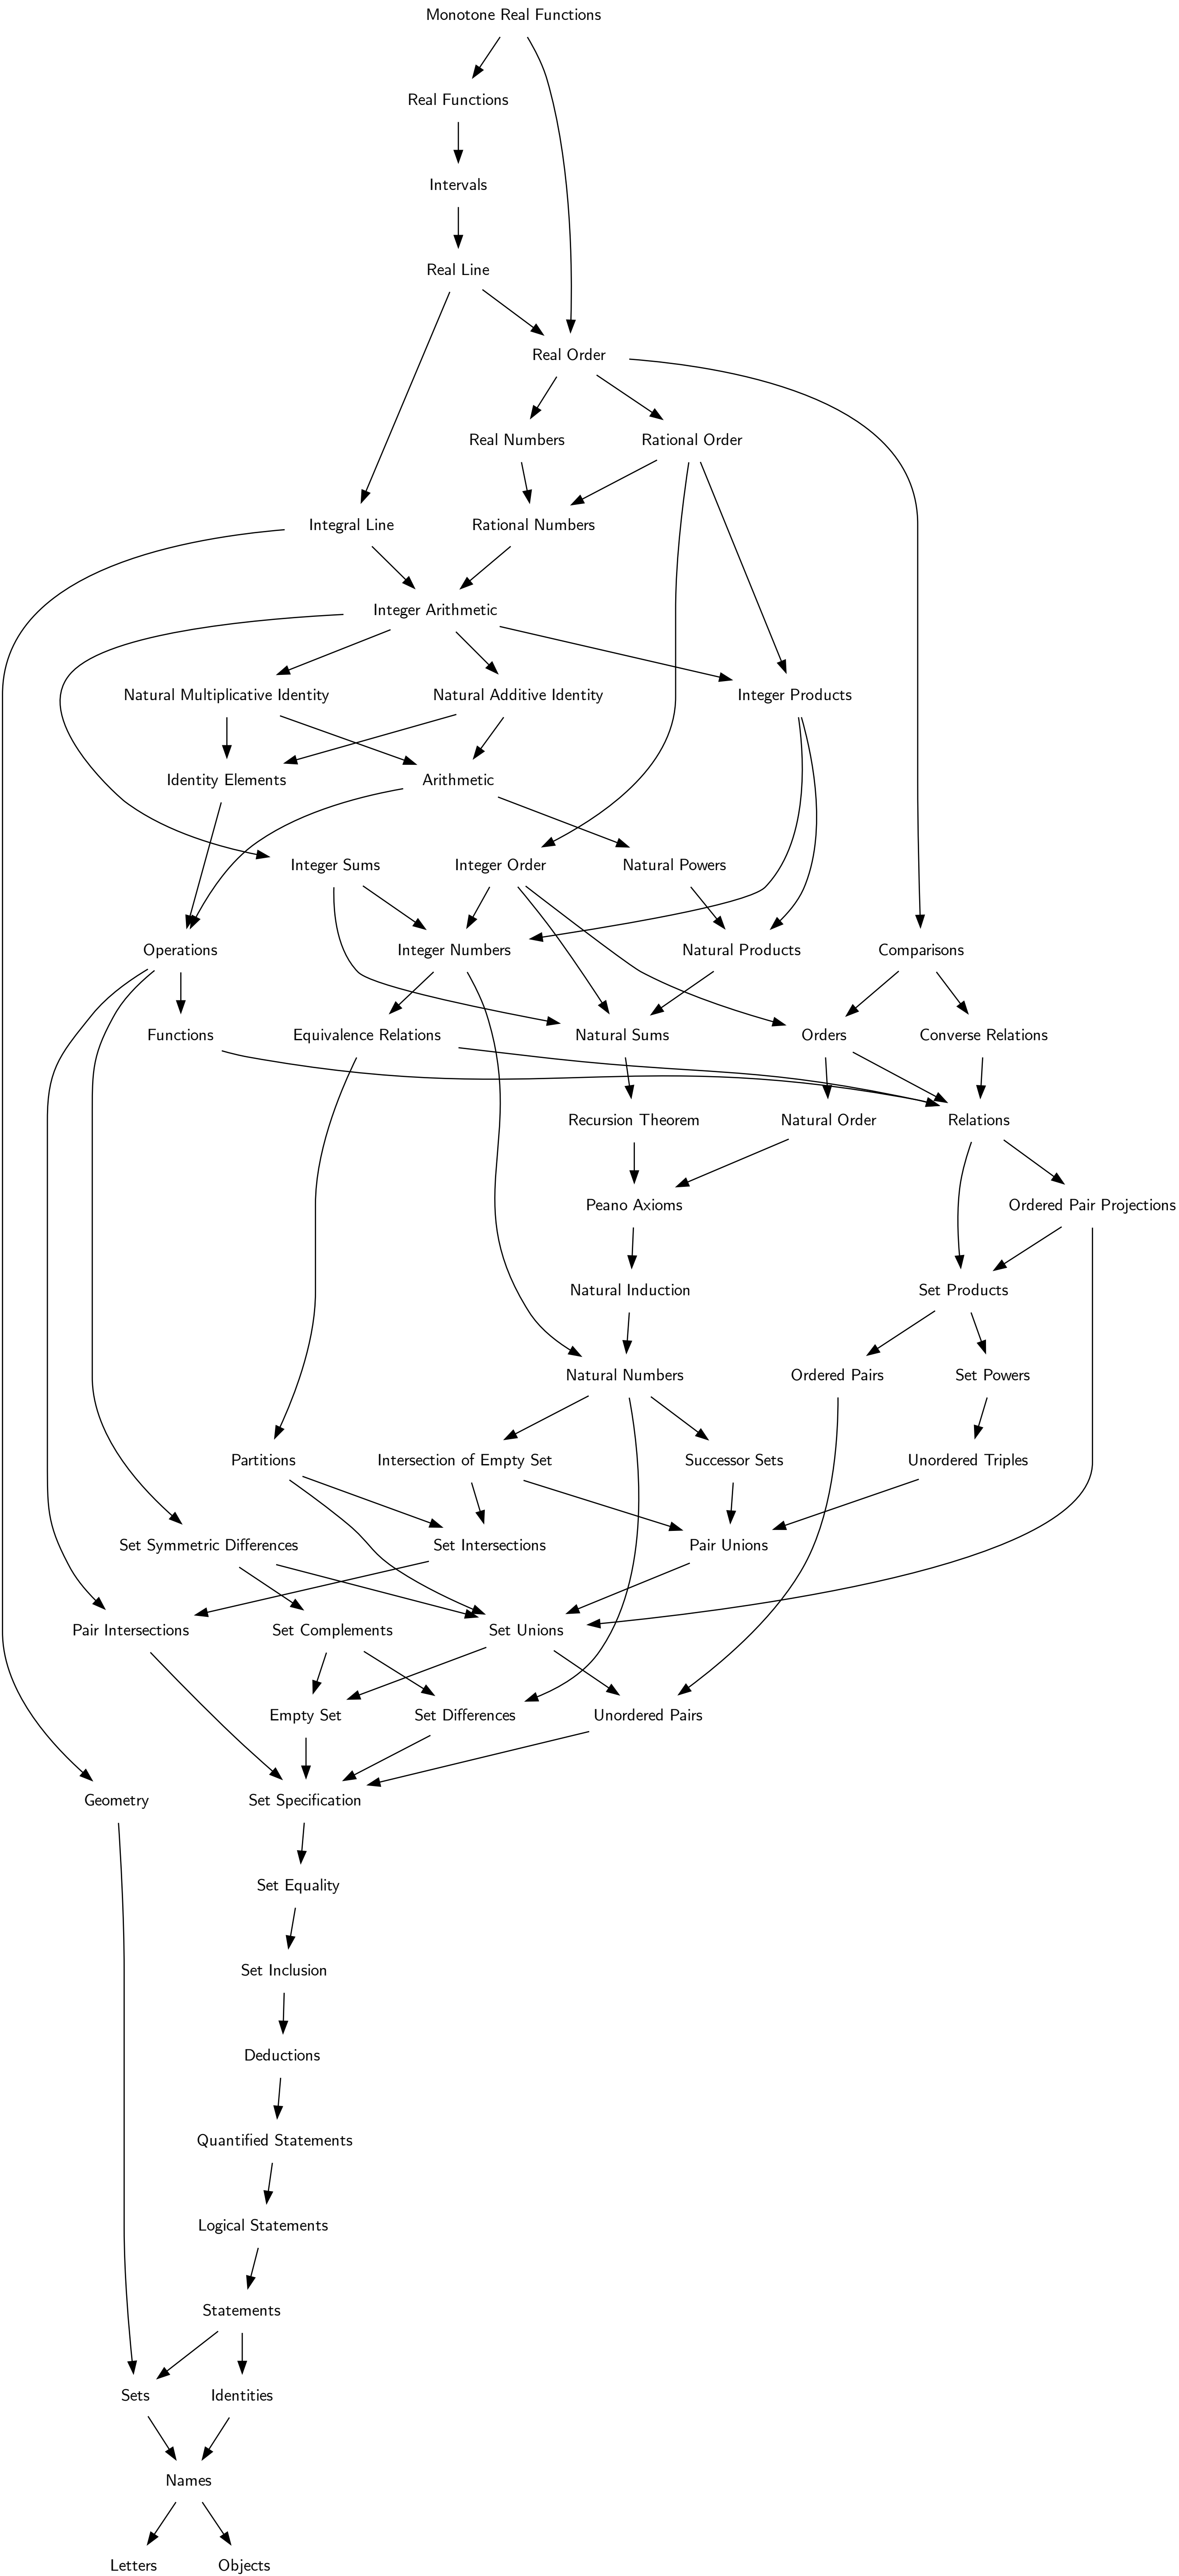 Monotone Real Functions
Real Functions
Intervals
Real Line
Real Order
Real Numbers
Rational Order
Integral Line
Rational Numbers
Integer Arithmetic
Natural Multiplicative Identity
Natural Additive Identity
Integer Products
Identity Elements
Arithmetic
Integer Sums
Integer Order
Natural Powers
Operations
Integer Numbers
Natural Products
Comparisons
Functions
Equivalence Relations
Natural Sums
Orders
Converse Relations
Recursion Theorem
Natural Order
Relations
Peano Axioms
Ordered Pair Projections
Natural Induction
Set Products
Natural Numbers
Ordered Pairs
Set Powers
Partitions
Intersection of Empty Set
Successor Sets
Unordered Triples
Set Symmetric Differences
Set Intersections
Pair Unions
Pair Intersections
Set Complements
Set Unions
Empty Set
Set Differences
Unordered Pairs
Geometry
Set Specification
Set Equality
Set Inclusion
Deductions
Quantified Statements
Logical Statements
Statements
Sets
Identities
Names
Letters
Objects